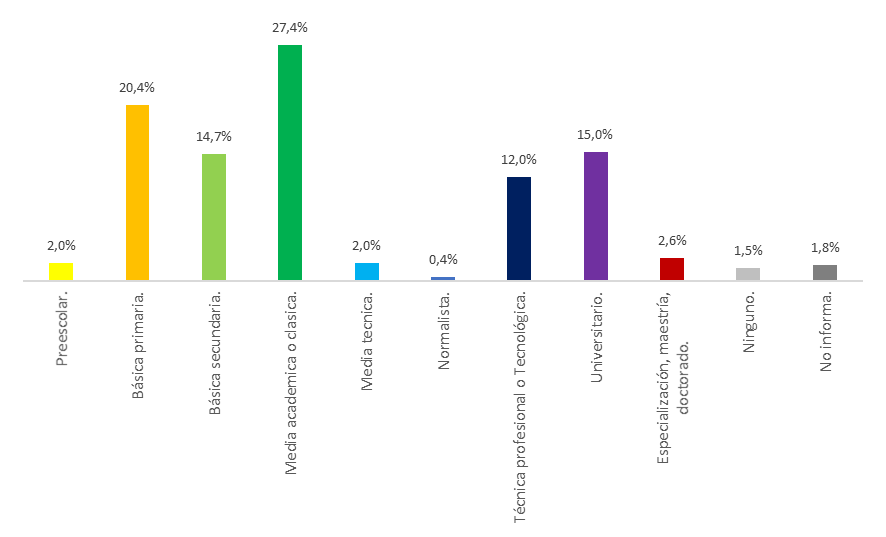 27,4%
20,4%
14,7%
15,0%
12,0%
2,0%
2,0%
0,4%
2,6%
1,5%
1,8%
Preescolar.
Básica primaria.
Básica secundaria.
Media academica o clasica.
Media tecnica.
Normalista.
Técnica profesional o Tecnológica.
Universitario.
Especialización, maestría,
doctorado.
Ninguno.
No informa.